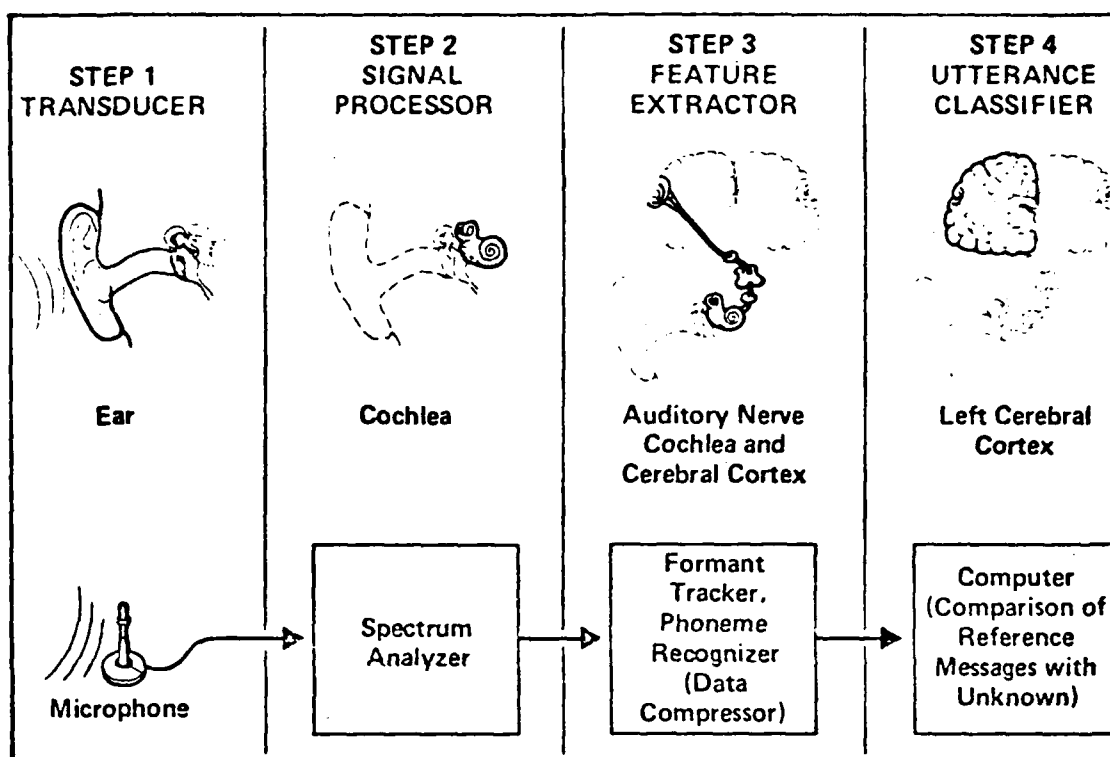 STEP 1
TRANSDUCER
STEP 2
SIGNAL
PROCESSOR
STEP 3
FEATURE
EXTRACTOR
STEP 4
UTTERANCE
CLASSIFIER
Ear
Cochlea
Auditory Nerve
Cochlea and
Cerebral Cortex
Left Cerebral
Cortex
Microphone
Spectrum
Analyzer
Formant
Tracker,
Phoneme
Recognizer
(Data
Compressor)
Computer
(Comparison of
Reference
Messages with
Unknown)